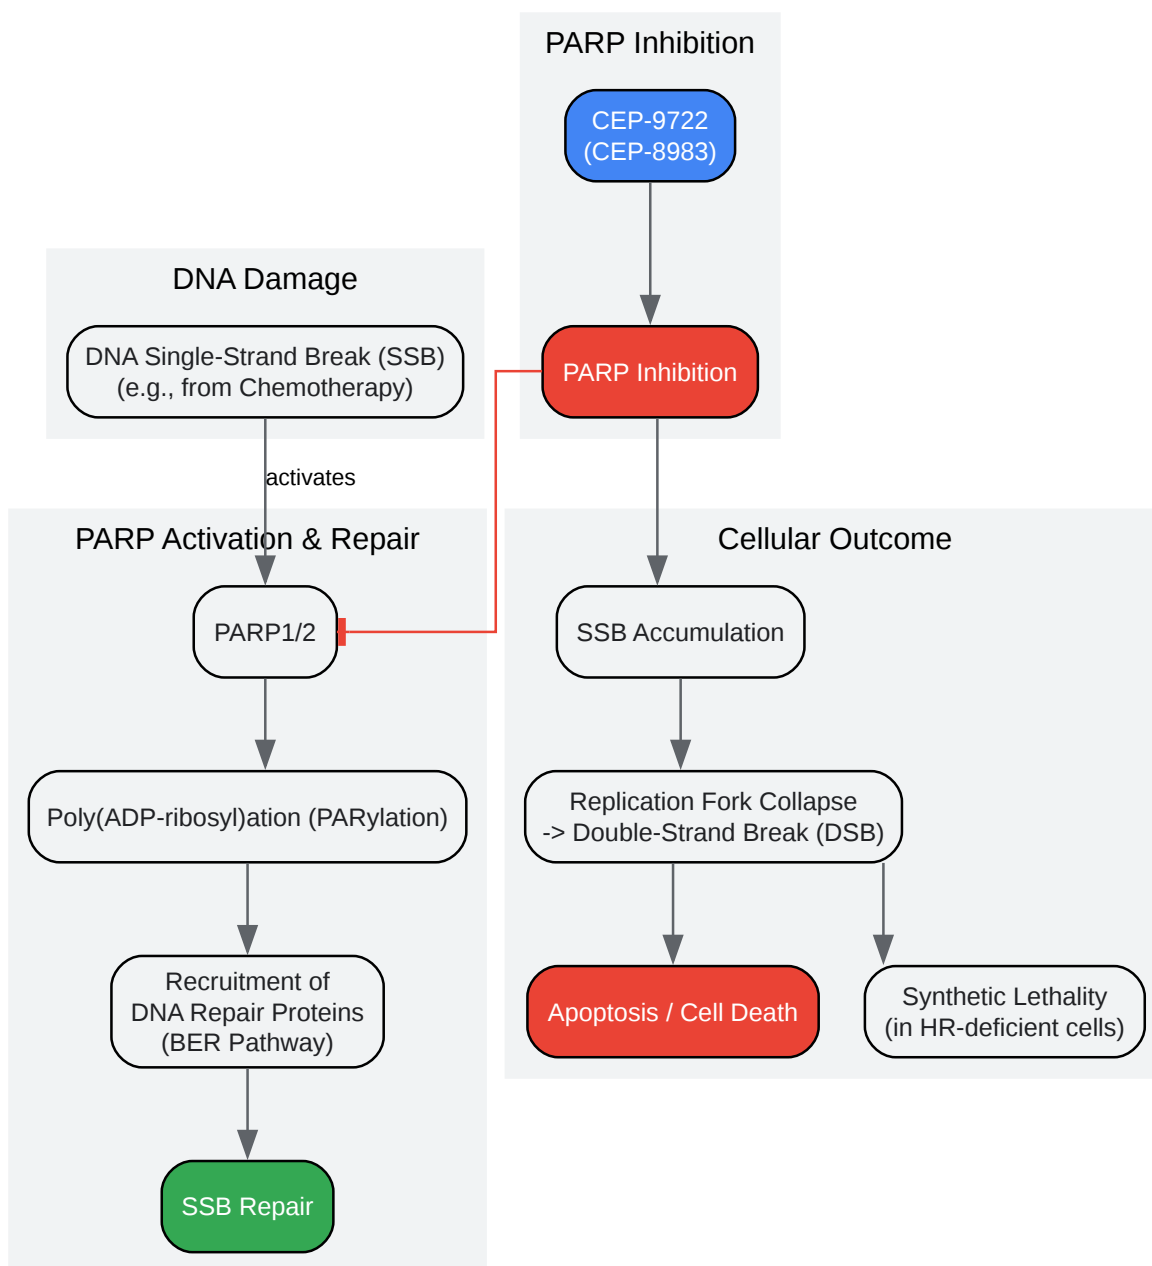 PARP Inhibition
CEP-9722
(CEP-8983)
DNA Damage
DNA Single-Strand Break (SSB)
(e.g., from Chemotherapy)
PARP Inhibition
activates
PARP Activation & Repair
PARP1/2
Poly(ADP-ribosyl)ation (PARylation)
Recruitment of
DNA Repair Proteins
(BER Pathway)
SSB Repair
Cellular Outcome
SSB Accumulation
Replication Fork Collapse
-> Double-Strand Break (DSB)
Apoptosis / Cell Death
Synthetic Lethality
(in HR-deficient cells)